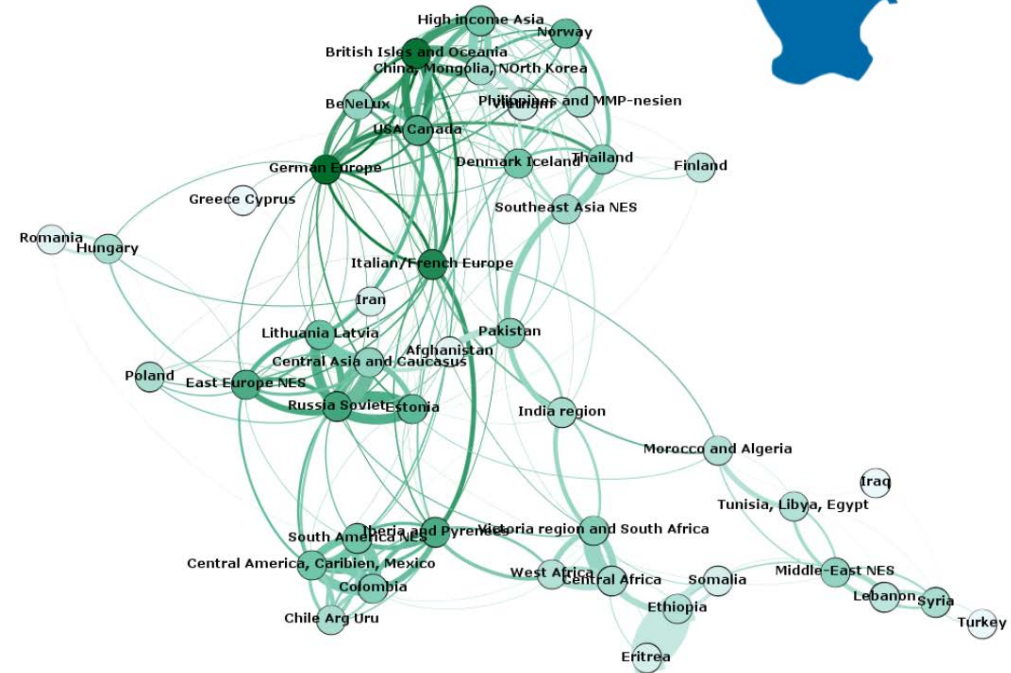 High income Asia
Norway
British Isles and Oceania
China, Mongolia, NOrth Korea
BeNeLux
Philippines and MMP-nesien
Vietnam
USA Canada
Denmark Iceland
Thailand
Finland
German Europe
Greece Cyprus
Southeast Asia NES
Romania
Hungary
Italian/French Europe
Iran
Lithuania Latvia
Pakistan
Afghanistan
Central Asia and Caucasus
Poland
East Europe NES
Russia Soviet
Estonia
India region
Morocco and Algeria
Iraq
Tunisia, Libya, Egypt
Iberia and Pyrenees
Victoria region and South Africa
South America NES
Central America, Caribien, Mexico
West Africa
Central Africa
Somalia
Middle-East NES
Colombia
Lebanon
Syria
Ethiopia
Chile Arg Uru
Turkey
Eritrea